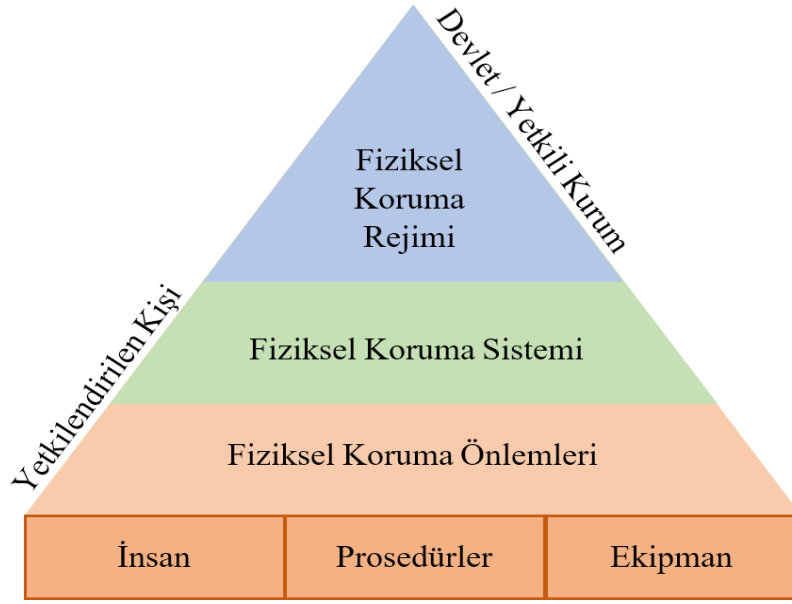 Devlet / Yetkili Kurum
Fiziksel
Koruma
Rejimi
Yetkilendirilen Kişi
Fiziksel Koruma Sistemi
Fiziksel Koruma Önlemleri
İnsan
Prosedürler
Ekipman